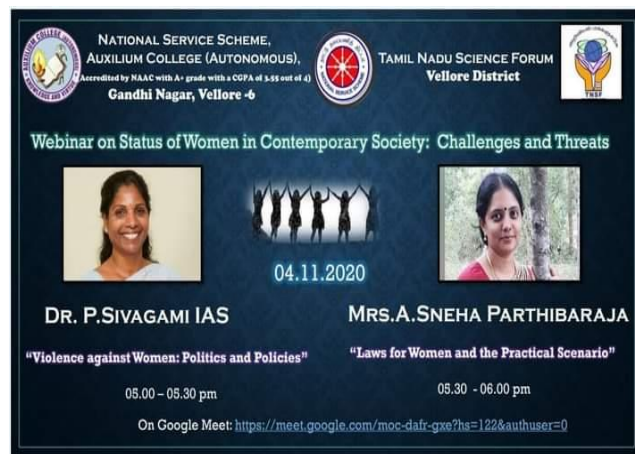 NATIONAL SERVICE SCHEME,
AUXILIUM COLLEGE (AUTONOMOUS),
Accredited by NAAC with A+ grade with a CGPA of 3.55 out of 4)
Gandhi Nagar, Vellore -6
TAMIL NADU SCIENCE FORUM
Vellore District
TNSF
Webinar on Status of Women in Contemporary Society: Challenges and Threats
04.11.2020
DR. P.SIVAGAMI IAS
"Violence against Women: Politics and Policies"
05.00 – 05.30 pm
MRS.A.SNEHA PARTHIBARAJA
"Laws for Women and the Practical Scenario"
05.30 - 06.00 pm
On Google Meet: https://meet.google.com/moc-dafr-gxe?hs=122&authuser=0